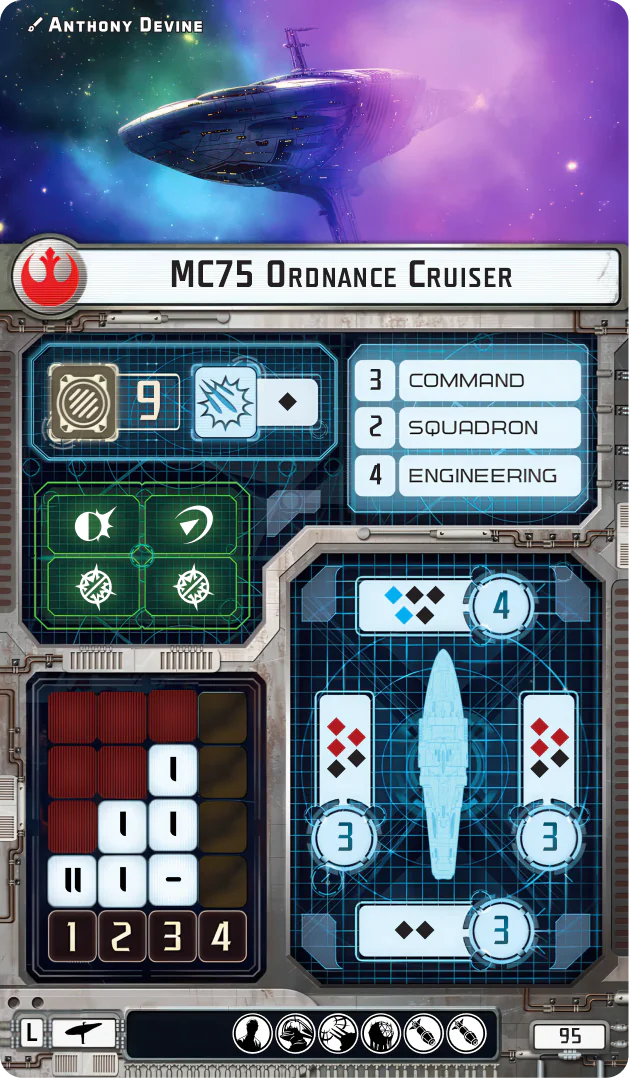 Anthony Devine
MC75 Ordnance Cruiser
9
3 COMMAND
2 SQUADRON
4 ENGINEERING
4
3 3
3
I
I I
II I -
1 2 3 4
L 95